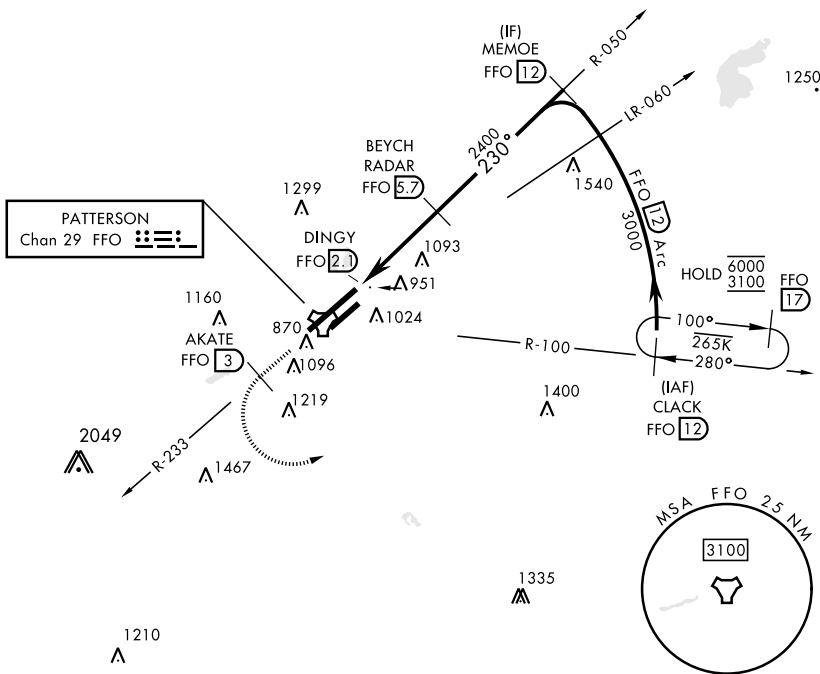 (IF)
MEMOE
FFO 12
R-050
1250
LR-060
2400
230°
BEYCH
RADAR
FFO 5.7
1540
FFO 12 Arc
3000
1299
PATTERSON
Chan 29 FFO
DINGY
FFO 2.1
1093
951
HOLD 6000
3100
FFO
17
1160
1024
870
100°
AKATE
FFO 3
R-100
265K
280°
1096
(IAF)
CLACK
FFO 12
1219
1400
2049
R-233
1467
MSA FFO 25 NM
3100
1335
1210